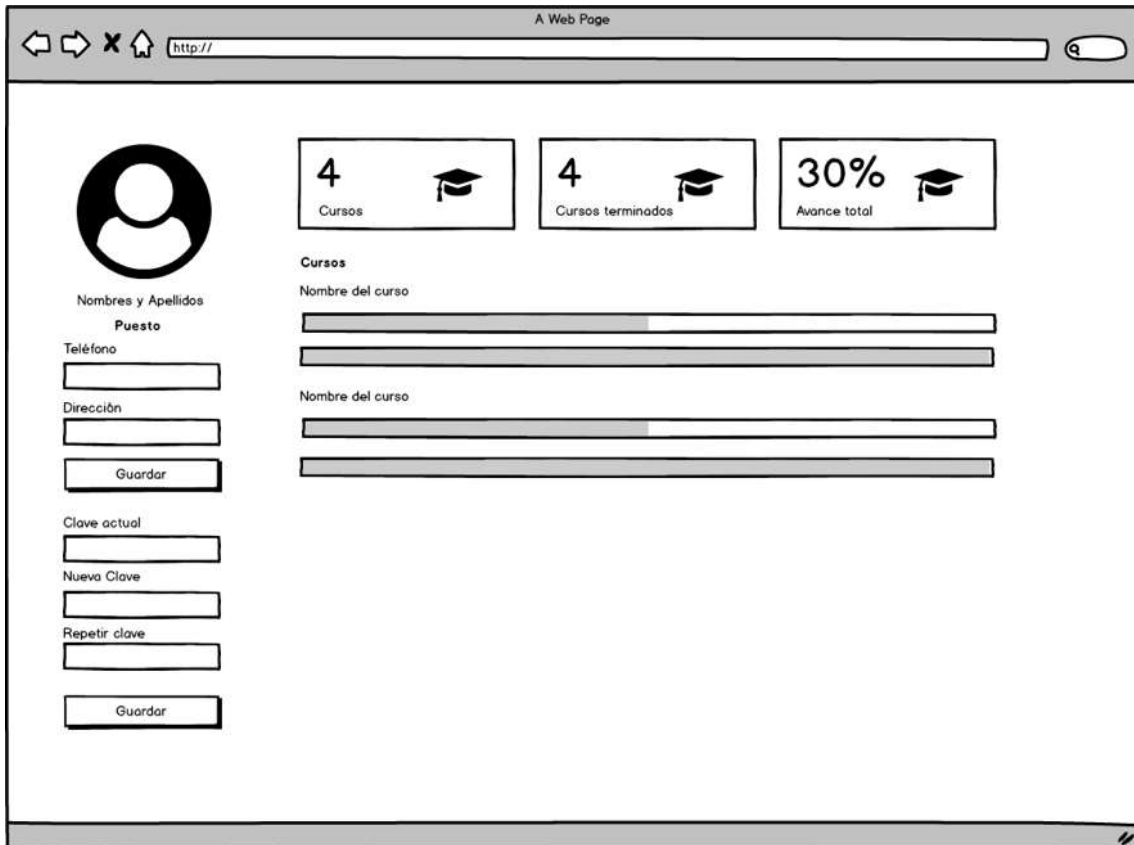 A Web Page
http://
Nombres y Apellidos
Puesto
Teléfono
Dirección
Guardar
Clave actual
Nueva Clave
Repetir clave
Guardar
4
Cursos
4
Cursos terminados
30%
Avance total
Cursos
Nombre del curso
Nombre del curso